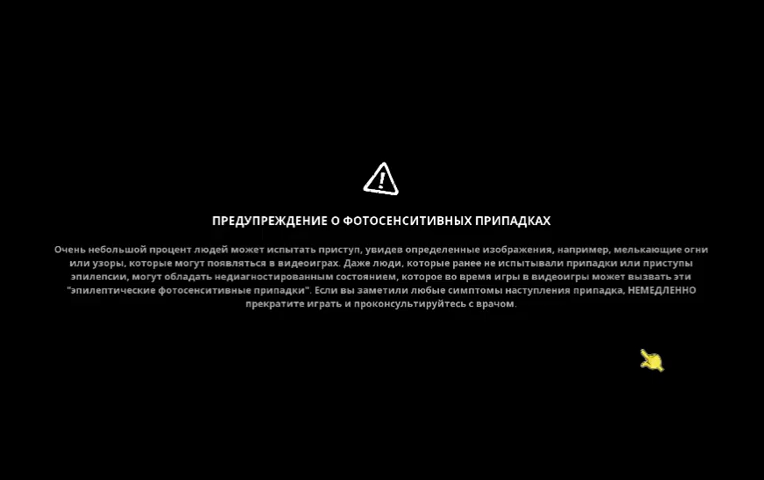 ПРЕДУПРЕЖДЕНИЕ О ФОТОСЕНСИТИВНЫХ ПРИПАДКАХ
Очень небольшой процент людей может испытать приступ, увидев определенные изображения, например, мелькающие огни
или узоры, которые могут появляться в видеоиграх. Даже люди, которые ранее не испытывали припадки или приступы
эпилепсии, могут обладать недиагностированным состоянием, которое во время игры в видеоигры может вызвать эти
"эпилептические фотосенситивные припадки". Если вы заметили любые симптомы наступления припадка, НЕМЕДЛЕННО
прекратите играть и проконсультируйтесь с врачом.